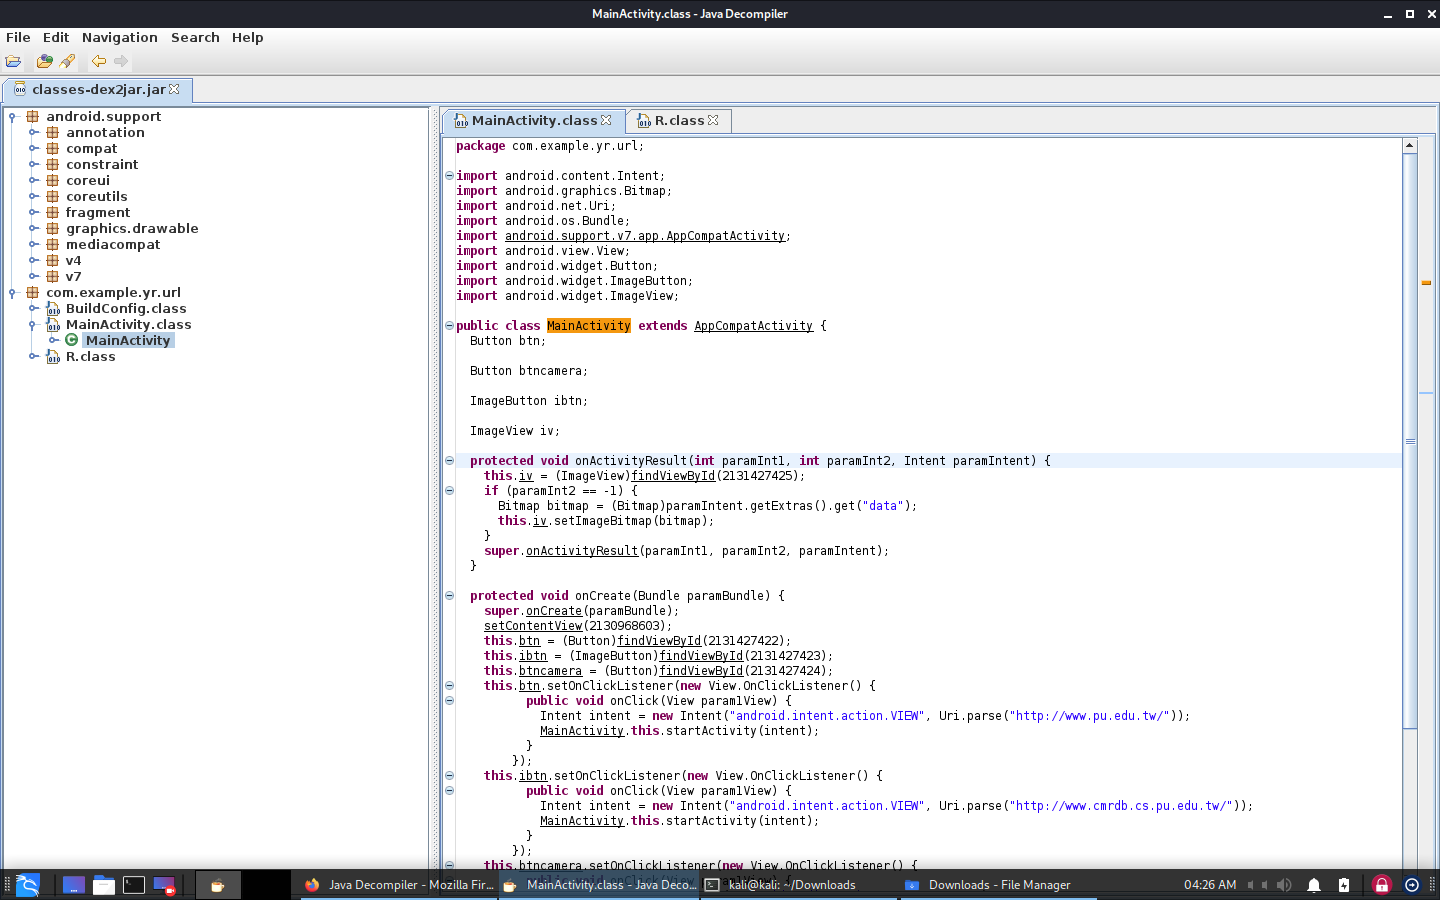 MainActivity.class - Java Decompiler
File Edit Navigation Search Help
classes-dex2jar.jar
android.support
annotation
compat
constraint
coreui
coreutils
fragment
graphics.drawable
mediacompat
v4
v7
com.example.yr.url
BuildConfig.class
MainActivity.class
MainActivity
R.class
MainActivity.class R.class
package com.example.yr.url;
import android.content.Intent;
import android.graphics.Bitmap;
import android.net.Uri;
import android.os.Bundle;
import android.support.v7.app.AppCompatActivity;
import android.view.View;
import android.widget.Button;
import android.widget.ImageButton;
import android.widget.ImageView;
public class MainActivity extends AppCompatActivity {
Button btn;
Button btncamera;
ImageButton ibtn;
ImageView iv;
protected void onActivityResult(int paramInt1, int paramInt2, Intent paramIntent) {
this.iv = (ImageView)findViewById(2131427425);
if (paramInt2 == -1) {
Bitmap bitmap = (Bitmap)paramIntent.getExtras().get("data");
this.iv.setImageBitmap(bitmap);
}
super.onActivityResult(paramInt1, paramInt2, paramIntent);
}
protected void onCreate(Bundle paramBundle) {
super.onCreate(paramBundle);
setContentView(2130968603);
this.btn = (Button)findViewById(2131427422);
this.ibtn = (ImageButton)findViewById(2131427423);
this.btncamera = (Button)findViewById(2131427424);
this.btn.setOnClickListener(new View.OnClickListener() {
public void onClick(View param1View) {
Intent intent = new Intent("android.intent.action.VIEW", Uri.parse("http://www.pu.edu.tw/"));
MainActivity.this.startActivity(intent);
}
});
this.ibtn.setOnClickListener(new View.OnClickListener() {
public void onClick(View param1View) {
Intent intent = new Intent("android.intent.action.VIEW", Uri.parse("http://www.cmrdb.cs.pu.edu.tw/"));
MainActivity.this.startActivity(intent);
}
});
this.btncamera.setOnClickListener(new View.OnClickListener() {
Java Decompiler - Mozilla Fir... MainActivity.class - Java Deco... kali@kali: ~/Downloads Downloads - File Manager 04:26 AM